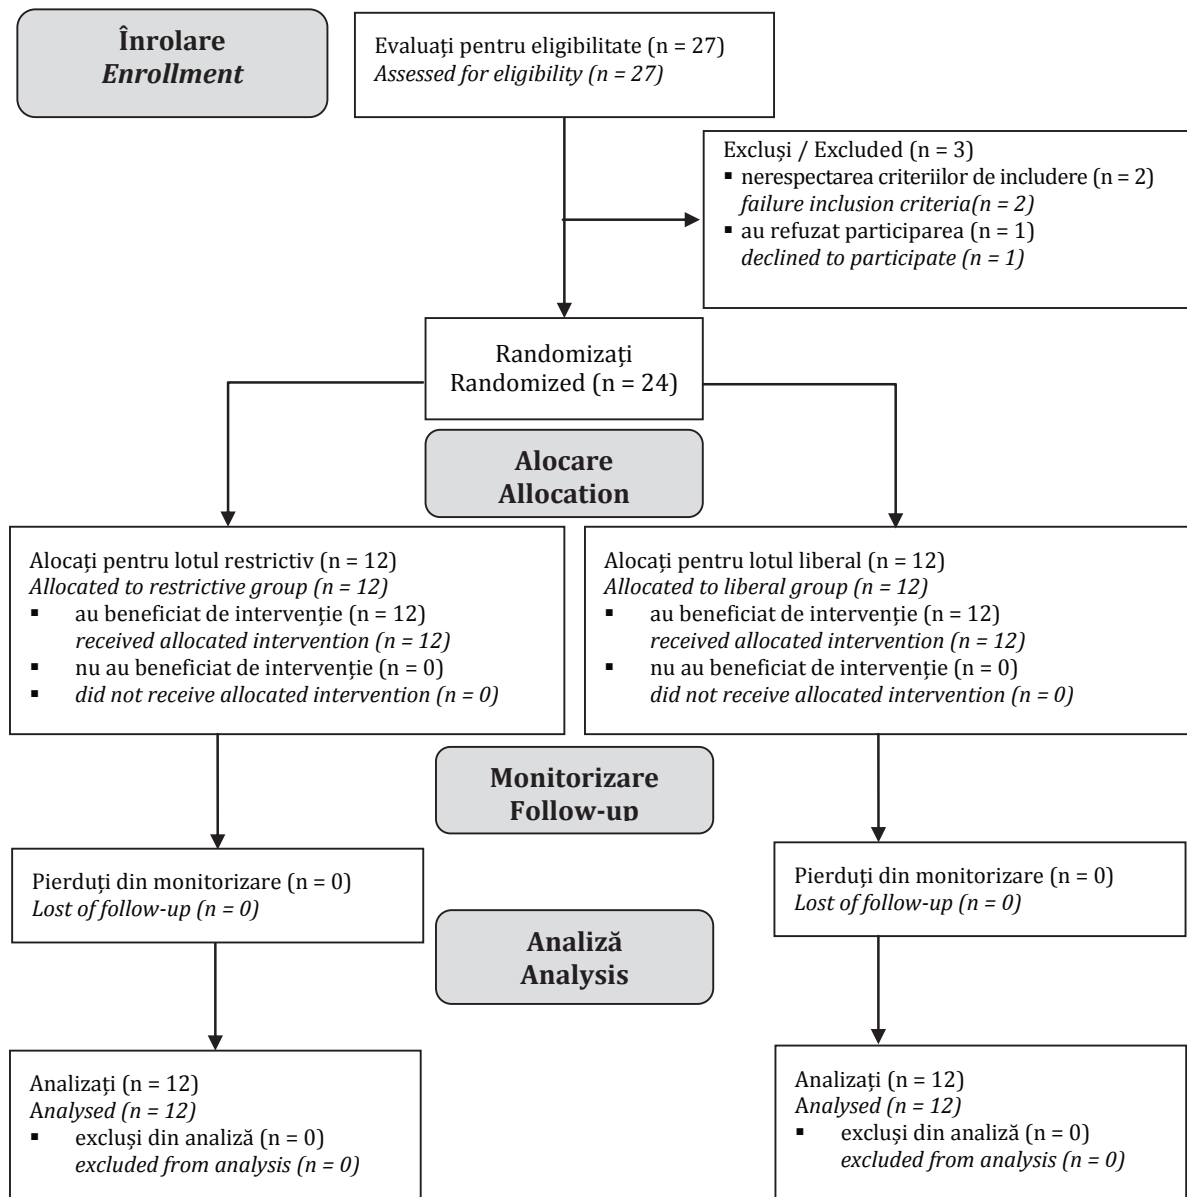 Înrolare
Enrollment
Evaluați pentru eligibilitate (n = 27)
Assessed for eligibility (n = 27)
Excluși / Excluded (n = 3)
▪ nerespectarea criteriilor de includere (n = 2)
failure inclusion criteria(n = 2)
▪ au refuzat participarea (n = 1)
declined to participate (n = 1)
Randomizați
Randomized (n = 24)
Alocare
Allocation
Alocați pentru lotul restrictiv (n = 12)
Allocated to restrictive group (n = 12)
▪ au beneficiat de intervenție (n = 12)
received allocated intervention (n = 12)
▪ nu au beneficiat de intervenție (n = 0)
▪ did not receive allocated intervention (n = 0)
Alocați pentru lotul liberal (n = 12)
Allocated to liberal group (n = 12)
▪ au beneficiat de intervenție (n = 12)
received allocated intervention (n = 12)
▪ nu au beneficiat de intervenție (n = 0)
did not receive allocated intervention (n = 0)
Monitorizare
Follow-up
Pierduți din monitorizare (n = 0)
Lost of follow-up (n = 0)
Pierduți din monitorizare (n = 0)
Lost of follow-up (n = 0)
Analiză
Analysis
Analizați (n = 12)
Analysed (n = 12)
▪ excluși din analiză (n = 0)
excluded from analysis (n = 0)
Analizați (n = 12)
Analysed (n = 12)
▪ excluși din analiză (n = 0)
excluded from analysis (n = 0)